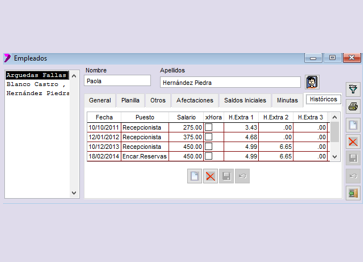 Empleados
Arguedas Fallas
Blanco Castro ,
Hernández Piedra
Nombre Apellidos
Paola Hernández Piedra
General Planilla Otros Afectaciones Saldos Iniciales Minutas Históricos
Fecha Puesto Salario xHora H.Extra 1 H.Extra 2 H.Extra 3
10/10/2011 Recepcionista 275.00 3.43 .00 .00
12/01/2012 Recepcionista 375.00 4.68 .00 .00
10/12/2013 Recepcionista 450.00 4.99 6.65 .00
18/02/2014 Encar.Reservas 450.00 4.99 6.65 .00